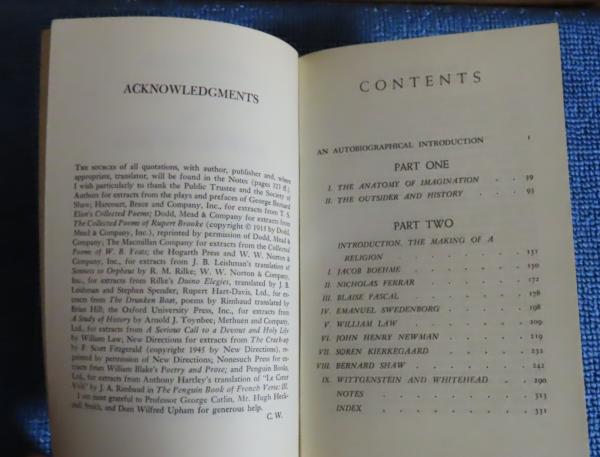 ACKNOWLEDGMENTS
THE SOURCES of all quotations, with author, publisher and, where
appropriate, translator, will be found in the Notes (pages 323 ff.)
I wish particularly to thank the Public Trustee and the Society of
Authors for extracts from the plays and prefaces of George Bernard
Shaw; Harcourt, Brace and Company, Inc., for extracts from T. S.
Eliot's Collected Poems; Dodd, Mead & Company for extracts from
The Collected Poems of Rupert Brooke (copyright © 1915 by Dodd,
Mead & Company, Inc.), reprinted by permission of Dodd, Mead
& Company; The Macmillan Company for extracts from the Collected
Poems of W. B. Yeats; the Hogarth Press and W. W. Norton &
Company, Inc., for extracts from J. B. Leishman's translation of
Sonnets to Orpheus by R. M. Rilke; W. W. Norton & Company,
Inc., for extracts from Rilke's Duino Elegies, translated by J. B.
Leishman and Stephen Spender; Rupert Hart-Davis, Ltd., for ex-
tracts from The Drunken Boat, poems by Rimbaud translated by
Brian Hill; the Oxford University Press, Inc., for extracts from
A Study of History by Arnold J. Toynbee; Methuen and Company,
Ltd., for extracts from A Serious Call to a Devout and Holy Life
by William Law; New Directions for extracts from The Crack-up
by F. Scott Fitzgerald (copyright 1945 by New Directions), re-
printed by permission of New Directions; Nonesuch Press for ex-
tracts from William Blake's Poetry and Prose; and Penguin Books,
Ltd., for extracts from Anthony Hartley's translation of "Le Cœur
Volé" by J. A. Rimbaud in The Penguin Book of French Verse: III.
I am most grateful to Professor George Catlin, Mr. Hugh Heck-
stall Smith, and Dom Wilfred Upham for generous help.
C. W.
CONTENTS
AN AUTOBIOGRAPHICAL INTRODUCTION 1
PART ONE
I. THE ANATOMY OF IMAGINATION . . . 39
II. THE OUTSIDER AND HISTORY . . . . 93
PART TWO
INTRODUCTION, THE MAKING OF A
RELIGION . . . . . . . . 131
I. JACOB BOEHME . . . . . . . 150
II. NICHOLAS FERRAR . . . . . . 172
III. BLAISE PASCAL . . . . . . . 178
IV. EMANUEL SWEDENBORG . . . . 198
V. WILLIAM LAW . . . . . . . 209
VI. JOHN HENRY NEWMAN . . . . . 219
VII. SØREN KIERKEGAARD . . . . . 232
VIII. BERNARD SHAW . . . . . . . 242
IX. WITTGENSTEIN AND WHITEHEAD . . . 290
NOTES . . . . . . . . 323
INDEX . . . . . . . . 331